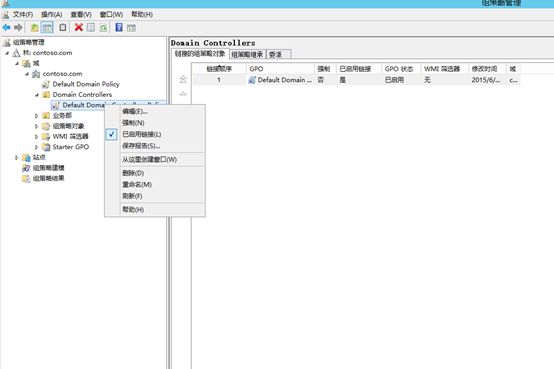 组策略管理
文件(F) 操作(A) 查看(V) 窗口(W) 帮助(H)
组策略管理
林: contoso.com
域
contoso.com
Default Domain Policy
Domain Controllers
Default Domain
业务部
组策略对象
WMI 筛选器
Starter GPO
站点
组策略建模
组策略结果
编辑(E)...
强制(N)
已启用链接(L)
保存报告(S)...
从这里创建窗口(W)
删除(D)
重命名(M)
刷新(F)
帮助(H)
Domain Controllers
链接的组策略对象 组策略继承 委派
链接顺序 GPO 强制 已启用链接 GPO 状态 WMI 筛选器 修改时间 域
1 Default Domain ... 否 是 已启用 无 2015/6/... c...